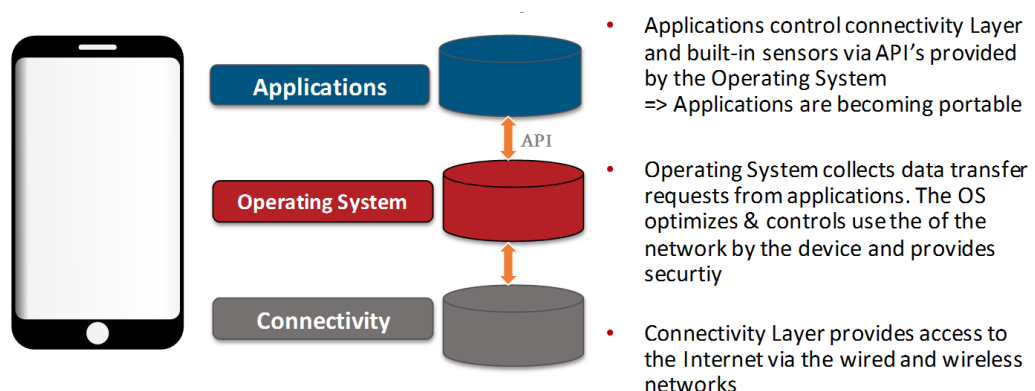 Applications
API
Operating System
Connectivity
• Applications control connectivity Layer
and built-in sensors via API's provided
by the Operating System
=> Applications are becoming portable
• Operating System collects data transfer
requests from applications. The OS
optimizes & controls use the of the
network by the device and provides
securtiy
• Connectivity Layer provides access to
the Internet via the wired and wireless
networks